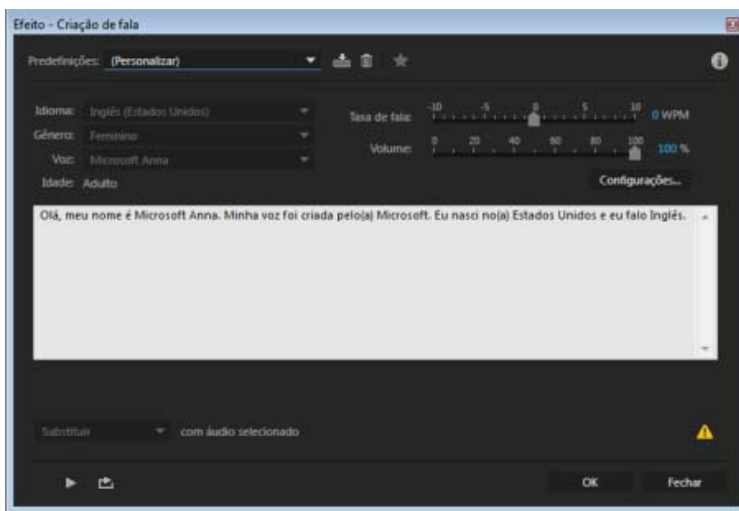 Efeito - Criação de fala
Predefinições: (Personalizar)
Idioma: Inglês (Estados Unidos)
Gênero: Feminino
Voz: Microsoft Anna
Idade: Adulto
Taxa de fala: -10 -5 0 5 10 0 WPM
Volume: 0 20 40 60 80 100 100 %
Configurações...
Olá, meu nome é Microsoft Anna. Minha voz foi criada pelo(a) Microsoft. Eu nasci no(a) Estados Unidos e eu falo Inglês.
Substituir com áudio selecionado
OK Fechar